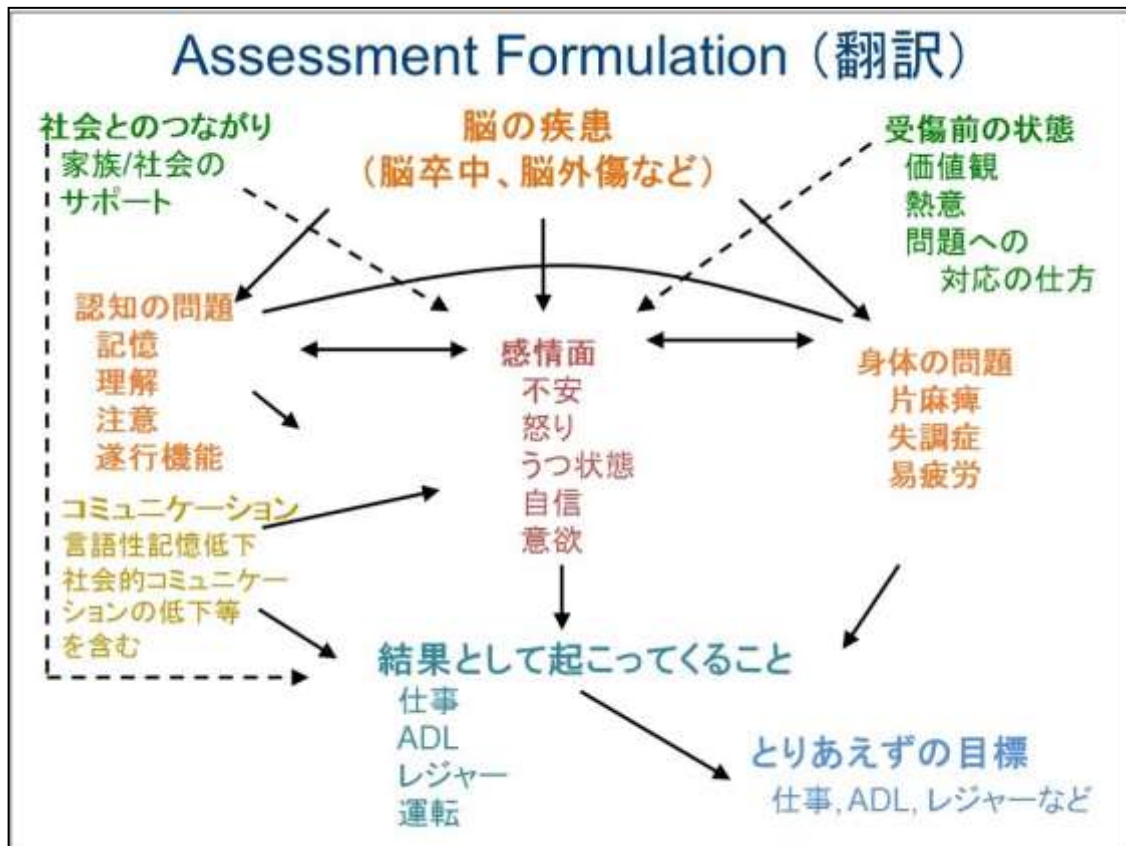 Assessment Formulation（翻訳）
社会とのつながり
家族/社会の
サポート
脳の疾患
（脳卒中、脳外傷など）
受傷前の状態
価値観
熱意
問題への
対応の仕方
認知の問題
記憶
理解
注意
遂行機能
感情面
不安
怒り
うつ状態
自信
意欲
身体の問題
片麻痺
失調症
易疲労
コミュニケーション
言語性記憶低下
社会的コミュニケー
ションの低下等
を含む
結果として起こってくること
仕事
ADL
レジャー
運転
とりあえずの目標
仕事, ADL, レジャーなど